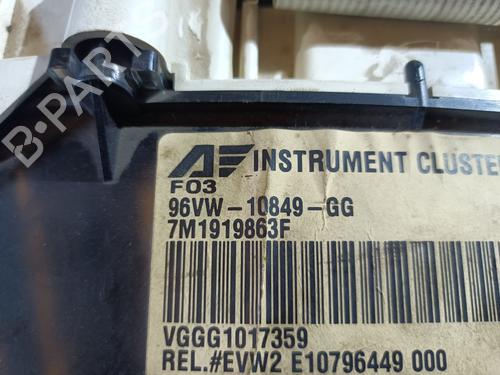 B-PARTS
AF INSTRUMENT CLUSTE
F03
96VW-10849-GG
7M1919863F
VGGG1017359
REL.#EVW2 E10796449 000